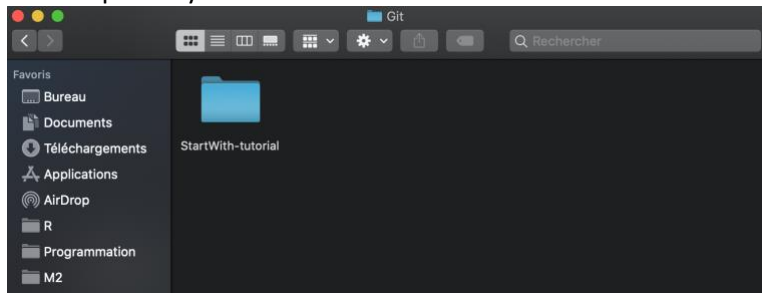 Git
Rechercher
Favoris
Bureau
Documents
Téléchargements
Applications
AirDrop
R
Programmation
M2
StartWith-tutorial